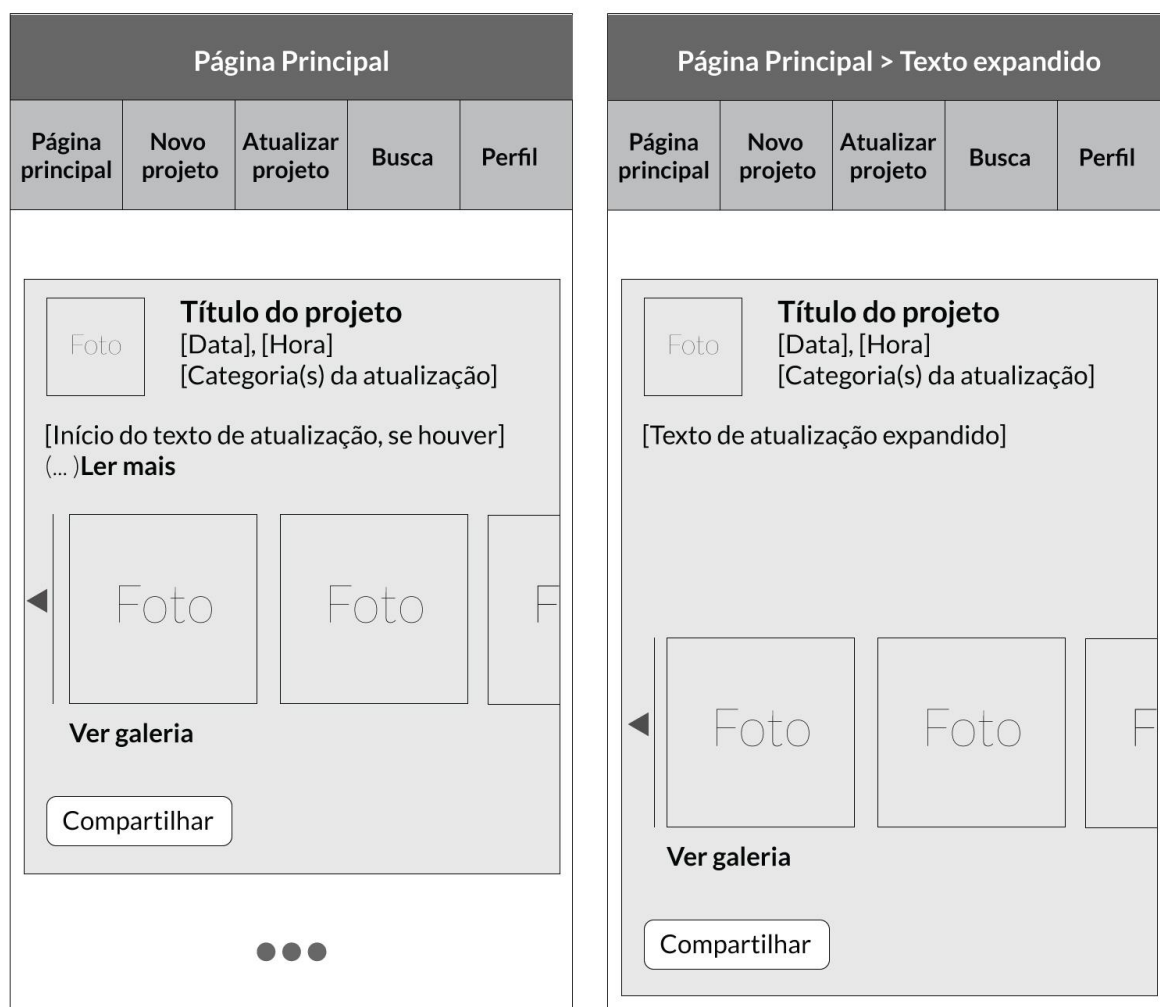 Página Principal
Página
principal
Novo
projeto
Atualizar
projeto
Busca
Perfil
Foto
Título do projeto
[Data], [Hora]
[Categoria(s) da atualização]
[Início do texto de atualização, se houver]
(... )Ler mais
Foto
Foto
F
Ver galeria
Compartilhar
Página Principal > Texto expandido
Página
principal
Novo
projeto
Atualizar
projeto
Busca
Perfil
Foto
Título do projeto
[Data], [Hora]
[Categoria(s) da atualização]
[Texto de atualização expandido]
Foto
Foto
F
Ver galeria
Compartilhar